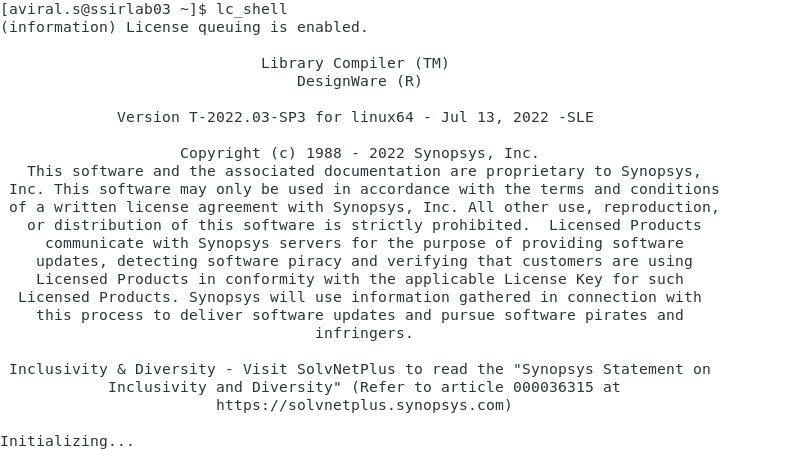 [aviral.s@ssirlab03 ~]$ lc_shell
(information) License queuing is enabled.
Library Compiler (TM)
DesignWare (R)
Version T-2022.03-SP3 for linux64 - Jul 13, 2022 -SLE
Copyright (c) 1988 - 2022 Synopsys, Inc.
This software and the associated documentation are proprietary to Synopsys,
Inc. This software may only be used in accordance with the terms and conditions
of a written license agreement with Synopsys, Inc. All other use, reproduction,
or distribution of this software is strictly prohibited.  Licensed Products
communicate with Synopsys servers for the purpose of providing software
updates, detecting software piracy and verifying that customers are using
Licensed Products in conformity with the applicable License Key for such
Licensed Products. Synopsys will use information gathered in connection with
this process to deliver software updates and pursue software pirates and
infringers.
Inclusivity & Diversity - Visit SolvNetPlus to read the "Synopsys Statement on
Inclusivity and Diversity" (Refer to article 000036315 at
https://solvnetplus.synopsys.com)
Initializing...